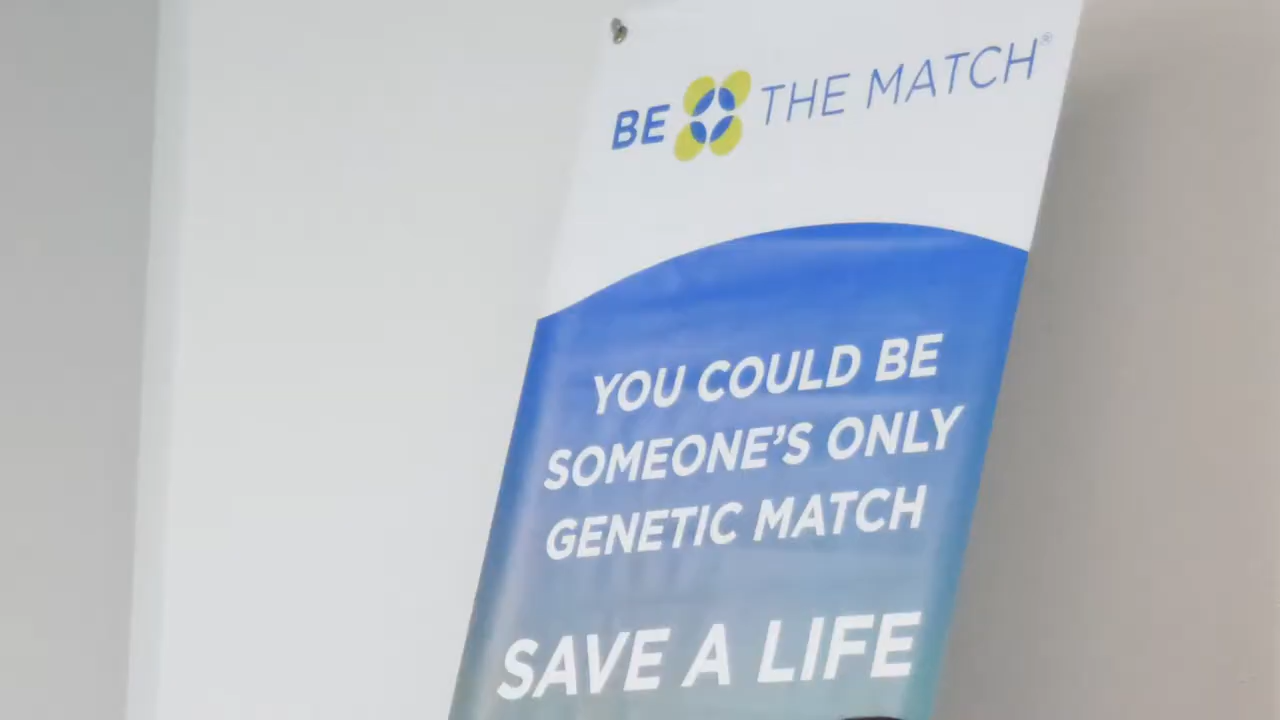 BE THE MATCH®
YOU COULD BE
SOMEONE'S ONLY
GENETIC MATCH
SAVE A LIFE